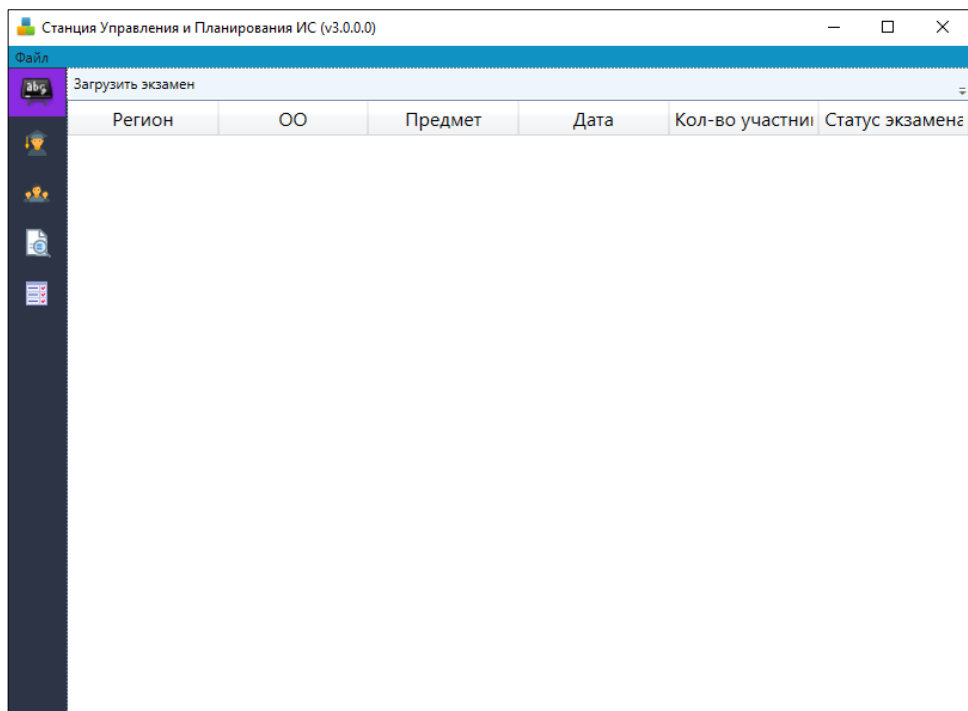 Станция Управления и Планирования ИС (v3.0.0.0)
Файл
abc
Загрузить экзамен
Регион ОО Предмет Дата Кол-во участни Статус экзамена